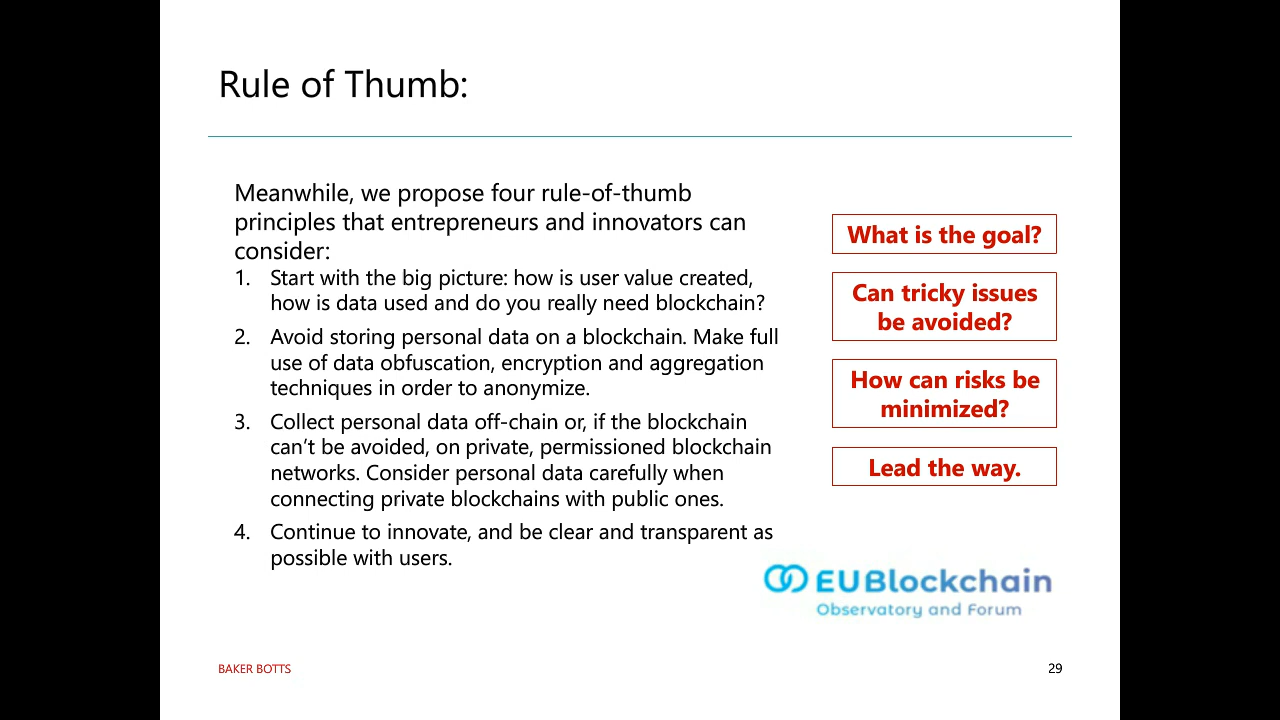 Rule of Thumb:
Meanwhile, we propose four rule-of-thumb
principles that entrepreneurs and innovators can
consider:
1. Start with the big picture: how is user value created,
how is data used and do you really need blockchain?
2. Avoid storing personal data on a blockchain. Make full
use of data obfuscation, encryption and aggregation
techniques in order to anonymize.
3. Collect personal data off-chain or, if the blockchain
can’t be avoided, on private, permissioned blockchain
networks. Consider personal data carefully when
connecting private blockchains with public ones.
4. Continue to innovate, and be clear and transparent as
possible with users.
What is the goal?
Can tricky issues
be avoided?
How can risks be
minimized?
Lead the way.
EUBlockchain
Observatory and Forum
BAKER BOTTS
29